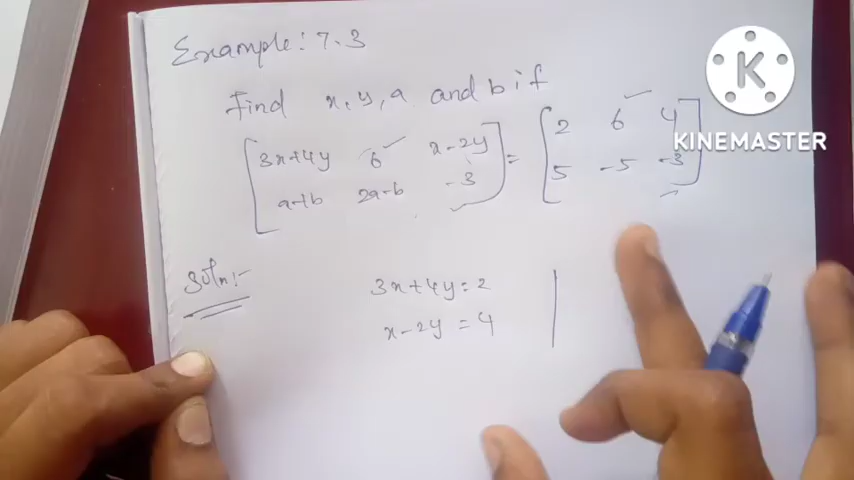 Example: 7.3
Find x, y, a and b if
3x+4y 6 x-2y = 2 6 4
a+b 2a-b -3 5 -5 -3
Soln:-
3x+4y=2
x-2y=4
K
KINEMASTER